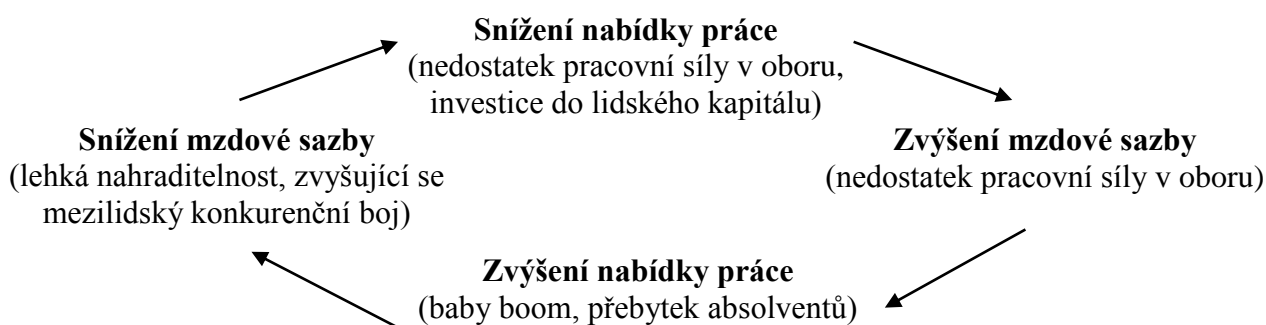 Snížení nabídky práce
(nedostatek pracovní síly v oboru,
investice do lidského kapitálu)
Snížení mzdové sazby
(lehká nahraditelnost, zvyšující se
mezilidský konkurenční boj)
Zvýšení mzdové sazby
(nedostatek pracovní síly v oboru)
Zvýšení nabídky práce
(baby boom, přebytek absolventů)